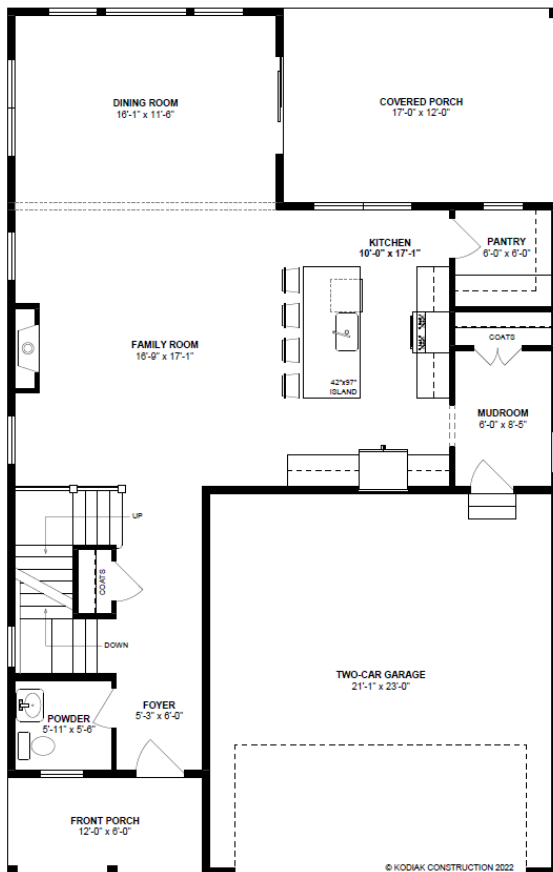 DINING ROOM
16'-1" x 11'-6"
COVERED PORCH
17'-0" x 12'-0"
KITCHEN
10'-0" x 17'-1"
PANTRY
6'-0" x 6'-0"
COATS
FAMILY ROOM
16'-9" x 17'-1"
42"x97"
ISLAND
MUDROOM
6'-0" x 8'-5"
UP
COATS
DOWN
TWO-CAR GARAGE
21'-1" x 23'-0"
FOYER
5'-3" x 6'-0"
POWDER
5'-11" x 5'-6"
FRONT PORCH
12'-0" x 6'-0"
© KODIAK CONSTRUCTION 2022